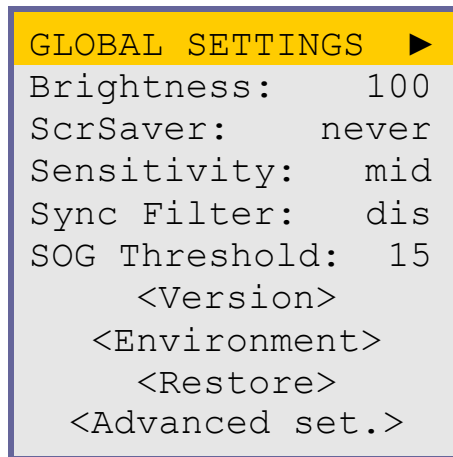 GLOBAL SETTINGS ►
Brightness: 100
ScrSaver: never
Sensitivity: mid
Sync Filter: dis
SOG Threshold: 15
<Version>
<Environment>
<Restore>
<Advanced set.>